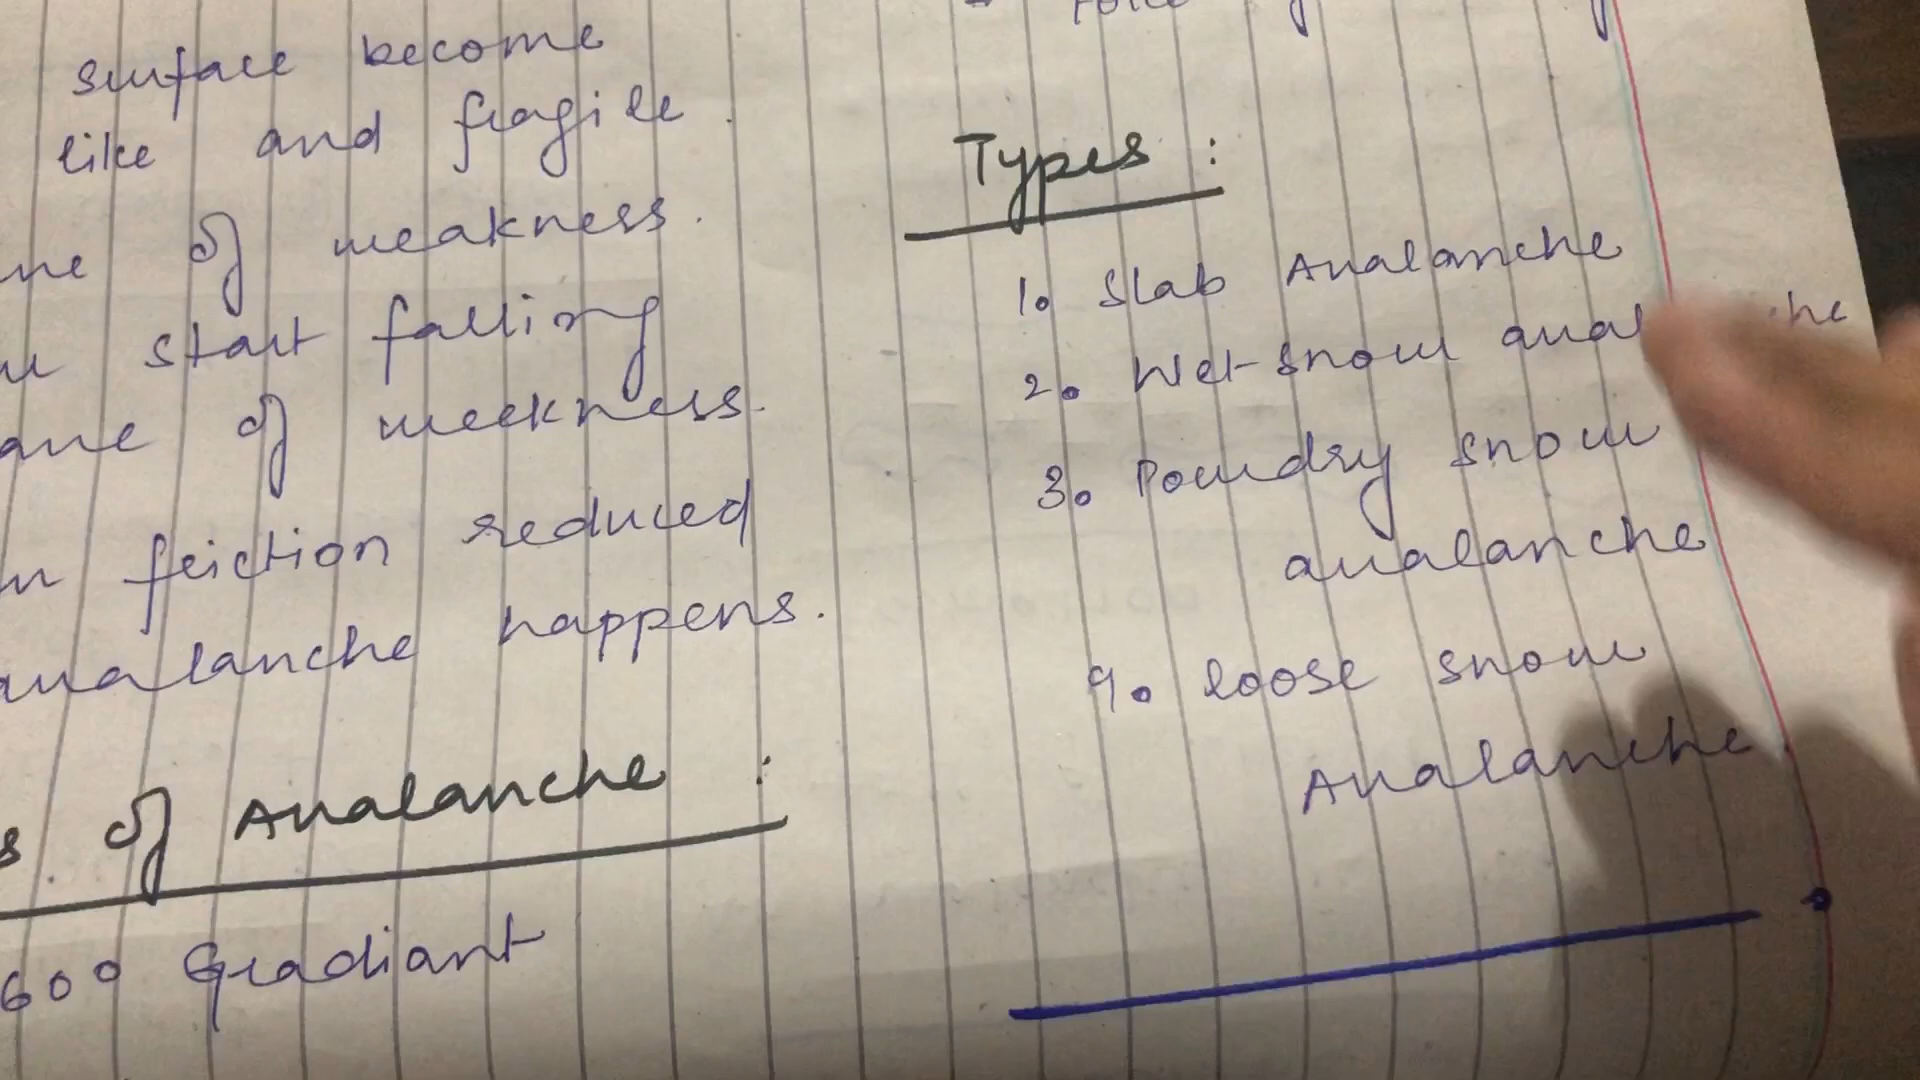 surface become
like and fragile.
of weakness.
start falling
of weekness.
friction reduced
avalanche happens.
of Avalanche :
600 Gradiant
Force
Types :
1. Slab Avalanche
2. Wet-snow
3. Powdry snow
avalanche
4. loose snow
Avalanche.